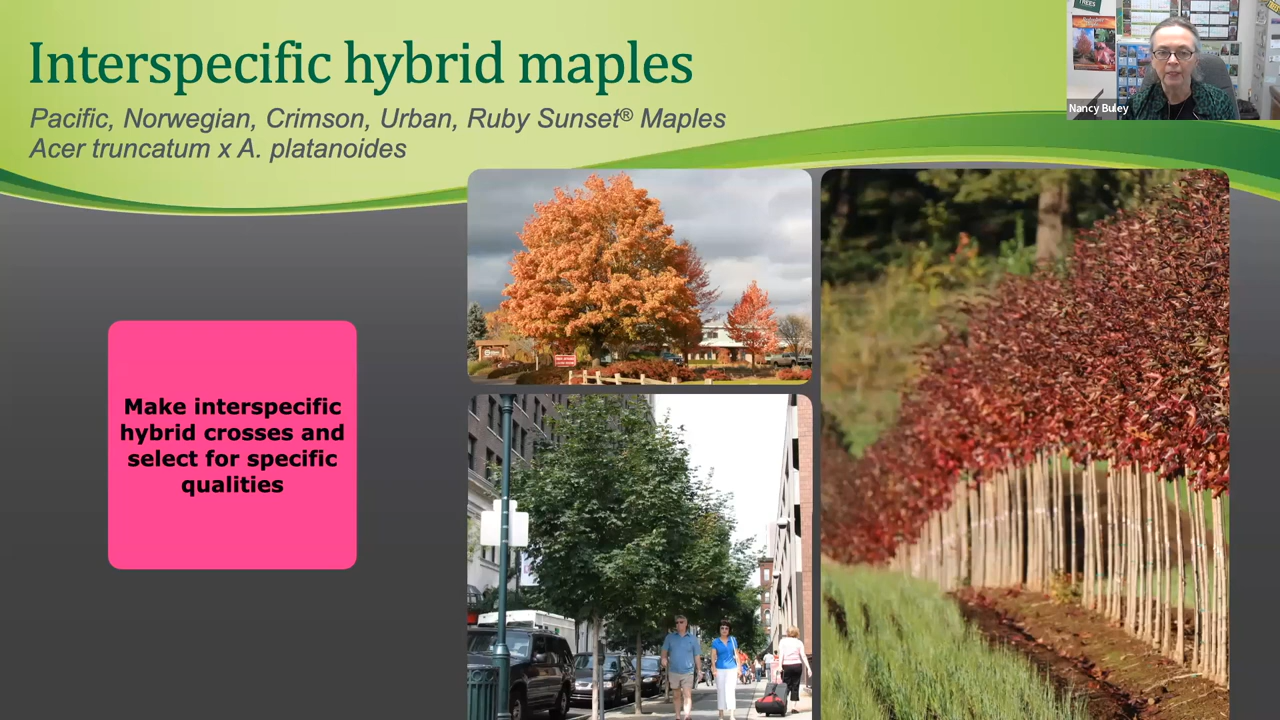 Interspecific hybrid maples
Pacific, Norwegian, Crimson, Urban, Ruby Sunset® Maples
Acer truncatum x A. platanoides
TREES
Nancy Buley
Make interspecific
hybrid crosses and
select for specific
qualities